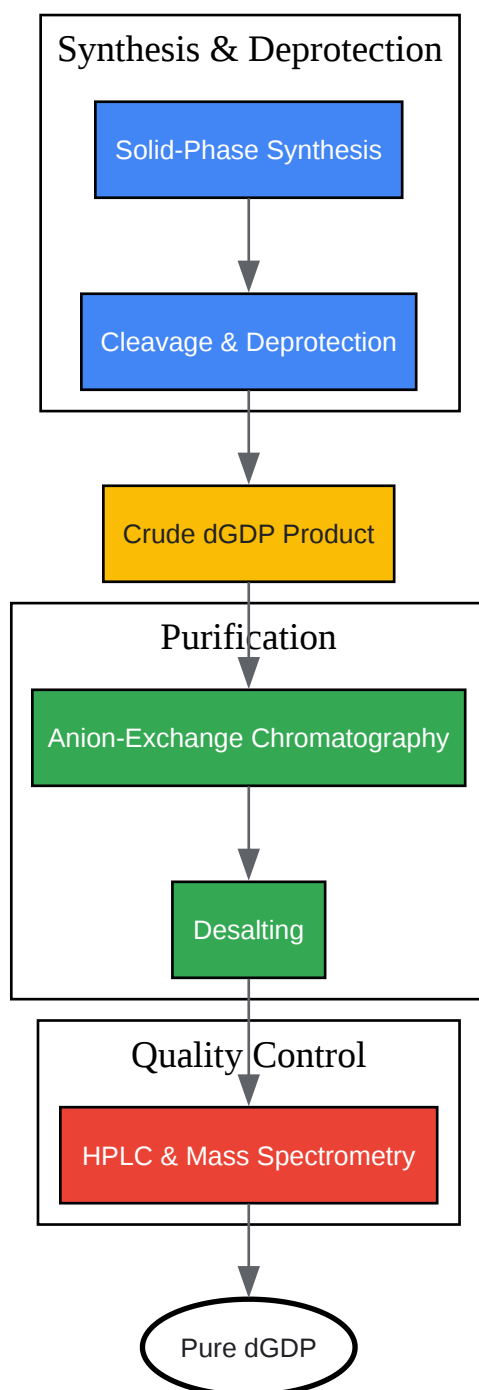 Synthesis & Deprotection
Solid-Phase Synthesis
Cleavage & Deprotection
Crude dGDP Product
Purification
Anion-Exchange Chromatography
Desalting
Quality Control
HPLC & Mass Spectrometry
Pure dGDP